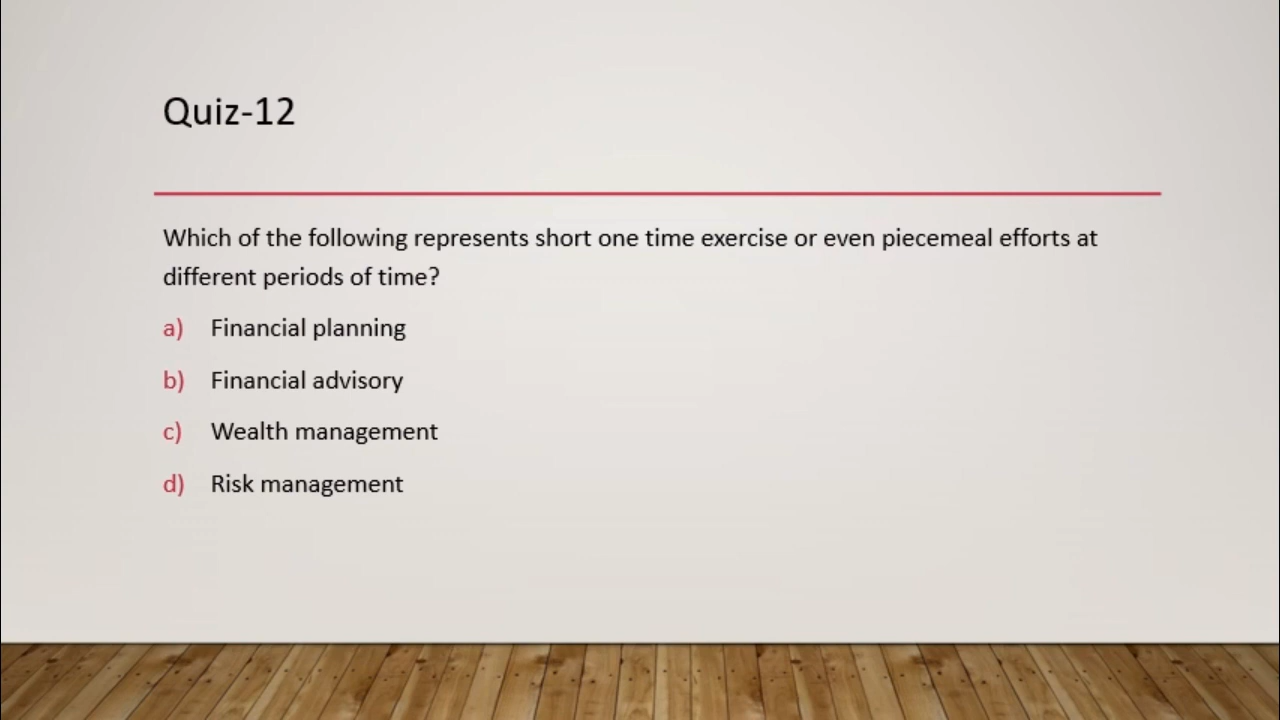 Quiz-12
Which of the following represents short one time exercise or even piecemeal efforts at
different periods of time?
a) Financial planning
b) Financial advisory
c) Wealth management
d) Risk management